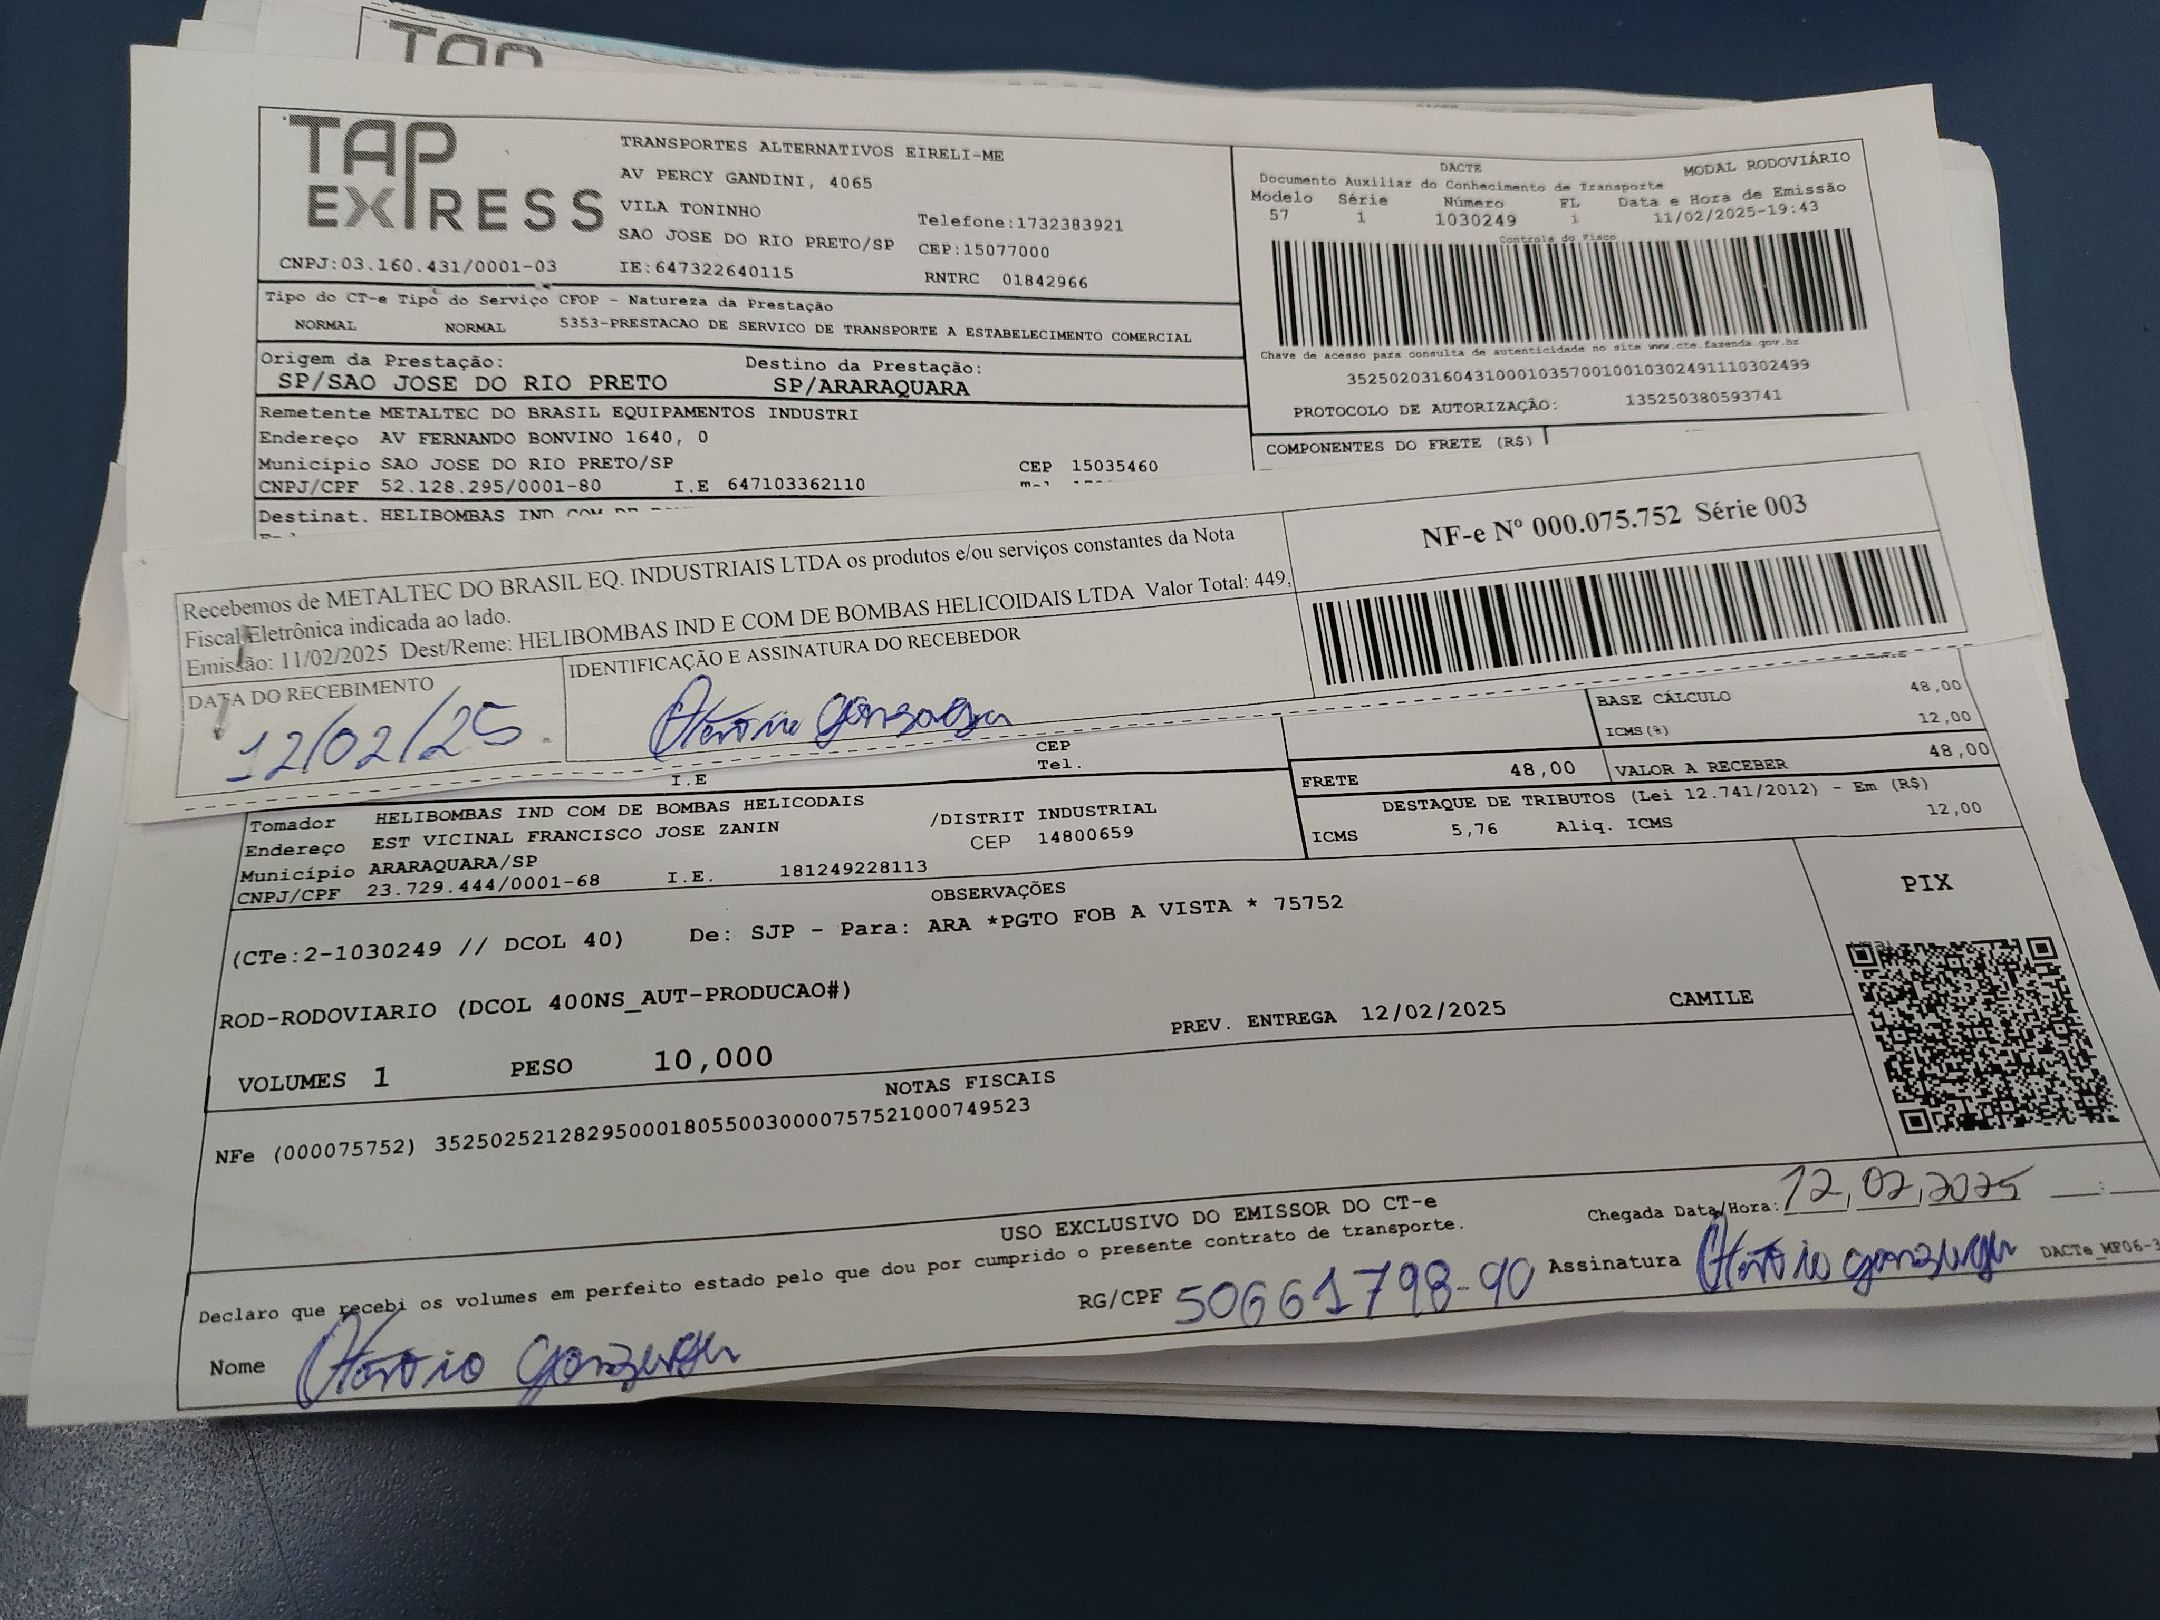 TAP
TAP EXPRESS
TRANSPORTES ALTERNATIVOS EIRELI-ME
AV PERCY GANDINI, 4065
VILA TONINHO
Telefone:1732383921
SAO JOSE DO RIO PRETO/SP CEP:15077000
CNPJ:03.160.431/0001-03 IE:647322640115 RNTRC 01842966
DACTE MODAL RODOVIÁRIO
Documento Auxiliar do Conhecimento de Transporte
Modelo Série Número FL Data e Hora de Emissão
57 1 1030249 1 11/02/2025-19:43
Controle do Fisco
Chave de acesso para consulta de autenticidade no site www.cte.fazenda.gov.br
35250203160431000103570010010302491110302499
PROTOCOLO DE AUTORIZAÇÃO: 135250380593741
Tipo do CT-e Tipo do Serviço CFOP - Natureza da Prestação
NORMAL NORMAL 5353-PRESTACAO DE SERVICO DE TRANSPORTE A ESTABELECIMENTO COMERCIAL
Origem da Prestação: Destino da Prestação:
SP/SAO JOSE DO RIO PRETO SP/ARARAQUARA
Remetente METALTEC DO BRASIL EQUIPAMENTOS INDUSTRI
Endereço AV FERNANDO BONVINO 1640, 0
Município SAO JOSE DO RIO PRETO/SP CEP 15035460
CNPJ/CPF 52.128.295/0001-80 I.E 647103362110
COMPONENTES DO FRETE (R$)
Destinat. HELIBOMBAS IND COM DE
Recebemos de METALTEC DO BRASIL EQ. INDUSTRIAIS LTDA os produtos e/ou serviços constantes da Nota
Fiscal Eletrônica indicada ao lado.
Emissão: 11/02/2025 Dest/Reme: HELIBOMBAS IND E COM DE BOMBAS HELICOIDAIS LTDA Valor Total: 449,
NF-e Nº 000.075.752 Série 003
DATA DO RECEBIMENTO IDENTIFICAÇÃO E ASSINATURA DO RECEBEDOR
12/02/25
CEP
I.E Tel.
BASE CÁLCULO 48,00
ICMS(%) 12,00
FRETE 48,00 VALOR A RECEBER 48,00
DESTAQUE DE TRIBUTOS (Lei 12.741/2012) - Em (R$)
ICMS 5,76 Aliq. ICMS 12,00
Tomador HELIBOMBAS IND COM DE BOMBAS HELICODAIS
Endereço EST VICINAL FRANCISCO JOSE ZANIN /DISTRIT INDUSTRIAL
Município ARARAQUARA/SP CEP 14800659
CNPJ/CPF 23.729.444/0001-68 I.E. 181249228113
OBSERVAÇÕES
(CTe:2-1030249 // DCOL 40) De: SJP - Para: ARA *PGTO FOB A VISTA * 75752
PIX
ROD-RODOVIARIO (DCOL 400NS_AUT-PRODUCAO#)
PREV. ENTREGA 12/02/2025 CAMILE
VOLUMES 1 PESO 10,000
NOTAS FISCAIS
NFe (000075752) 35250252128295000180550030000757521000749523
USO EXCLUSIVO DO EMISSOR DO CT-e
Chegada Data/Hora: 12,02,2025
Declaro que recebi os volumes em perfeito estado pelo que dou por cumprido o presente contrato de transporte.
Nome
RG/CPF 50661798-90 Assinatura